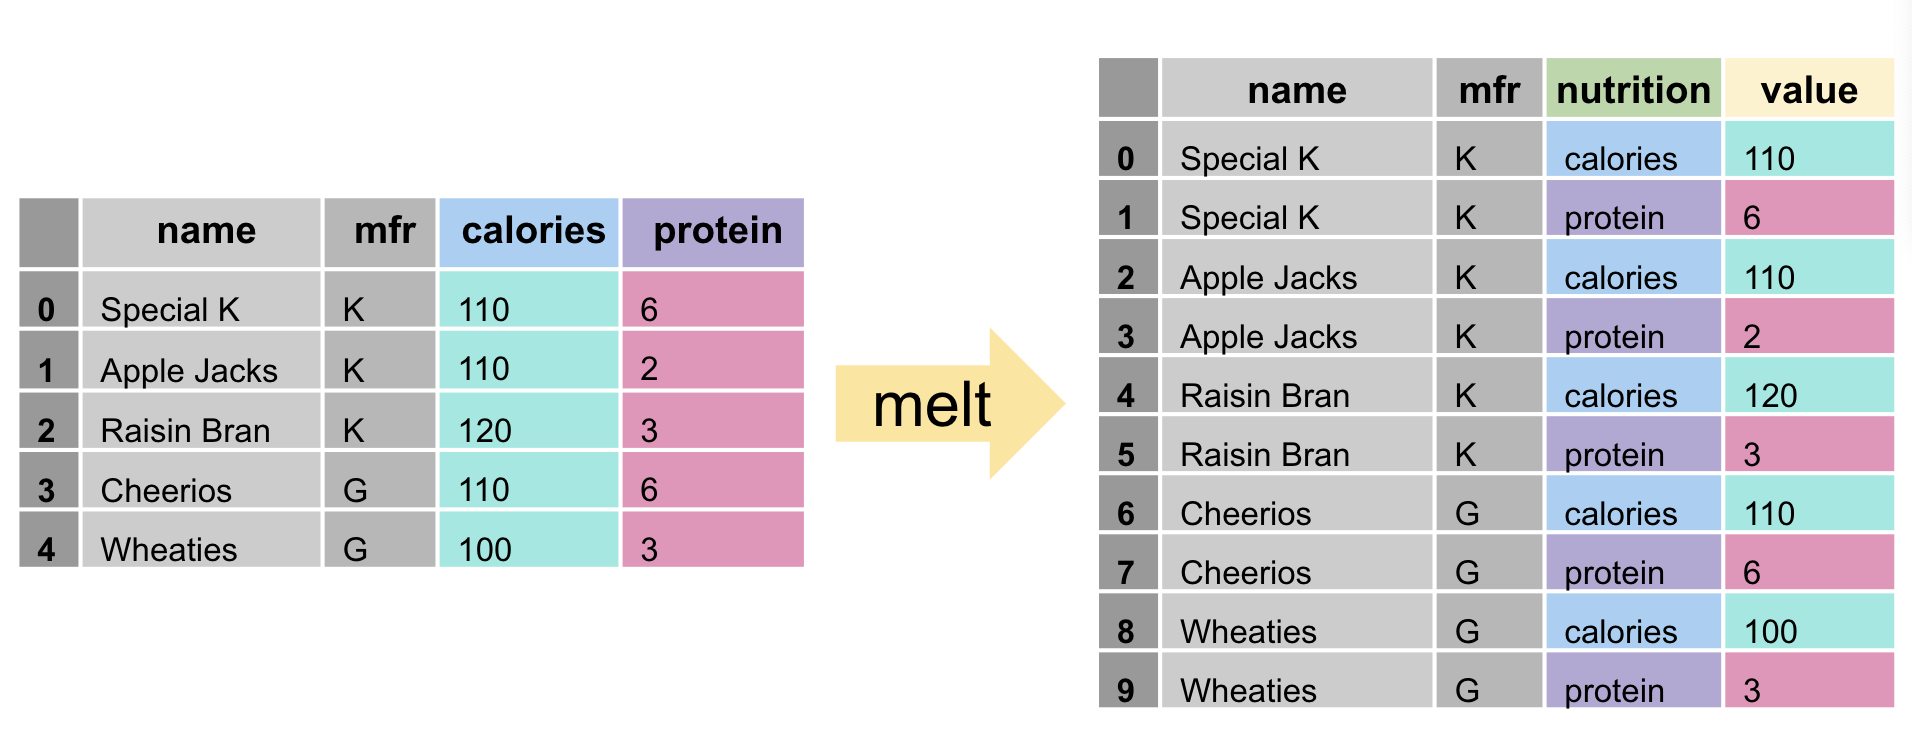 name mfr calories protein
0 Special K K 110 6
1 Apple Jacks K 110 2
2 Raisin Bran K 120 3
3 Cheerios G 110 6
4 Wheaties G 100 3
melt
name mfr nutrition value
0 Special K K calories 110
1 Special K K protein 6
2 Apple Jacks K calories 110
3 Apple Jacks K protein 2
4 Raisin Bran K calories 120
5 Raisin Bran K protein 3
6 Cheerios G calories 110
7 Cheerios G protein 6
8 Wheaties G calories 100
9 Wheaties G protein 3